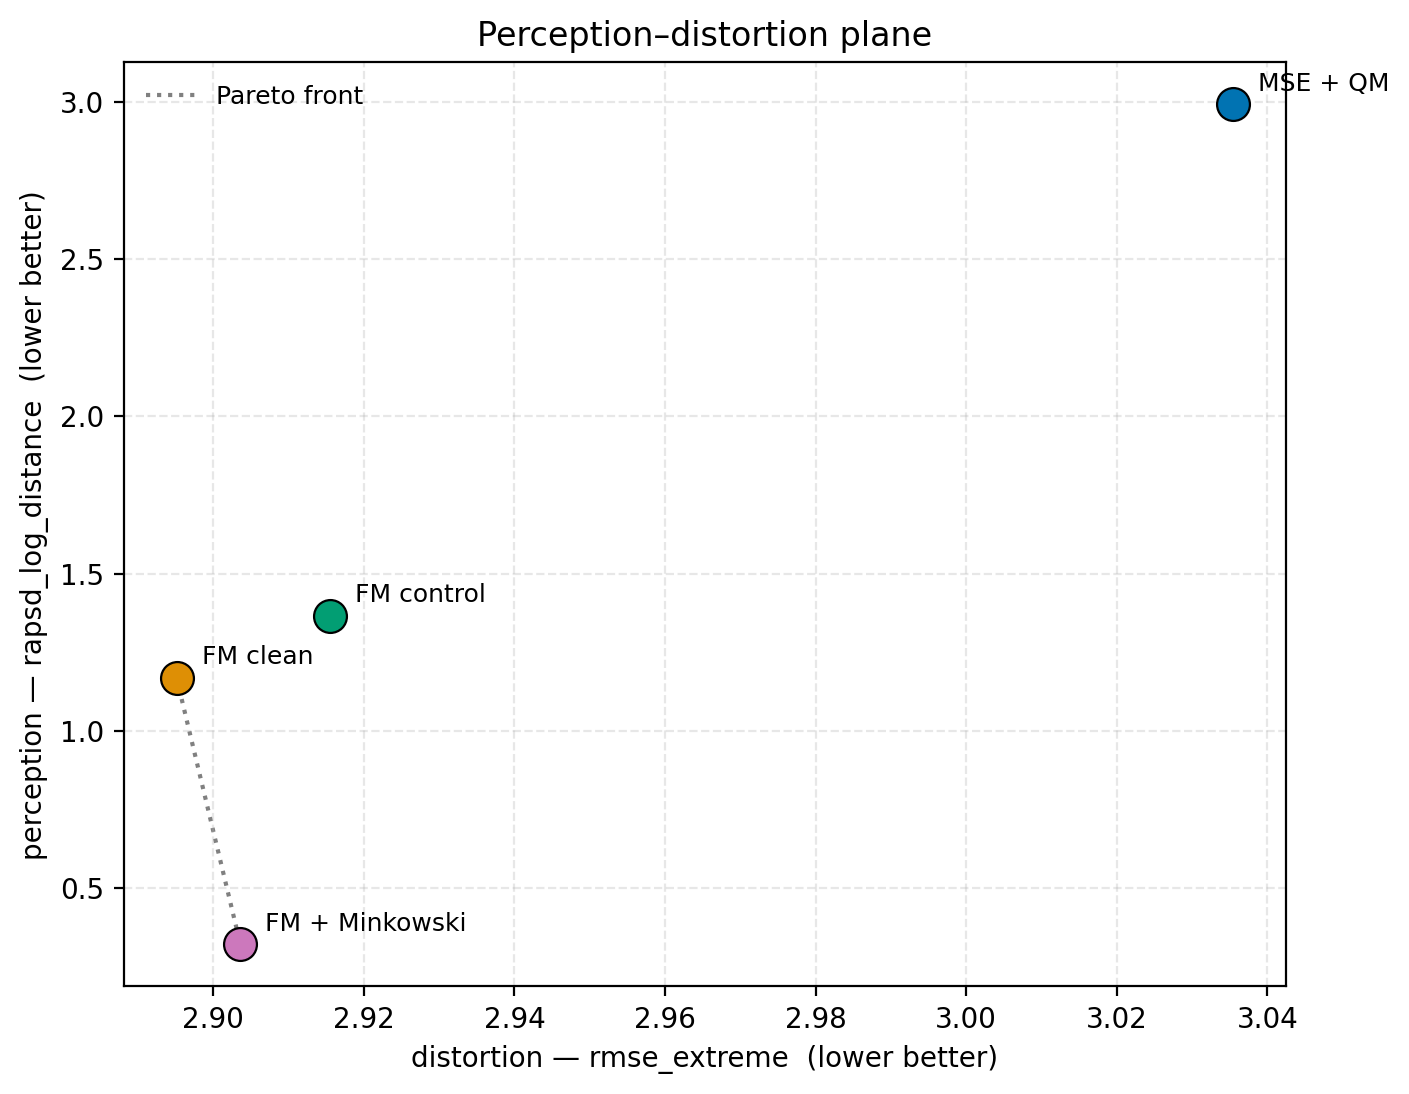 Perception–distortion plane
MSE + QM
Pareto front
3.0
2.5
2.0
1.5
1.0
0.5
perception — rapsd_log_distance  (lower better)
FM control
FM clean
FM + Minkowski
2.90
2.92
2.94
2.96
2.98
3.00
3.02
3.04
distortion — rmse_extreme  (lower better)